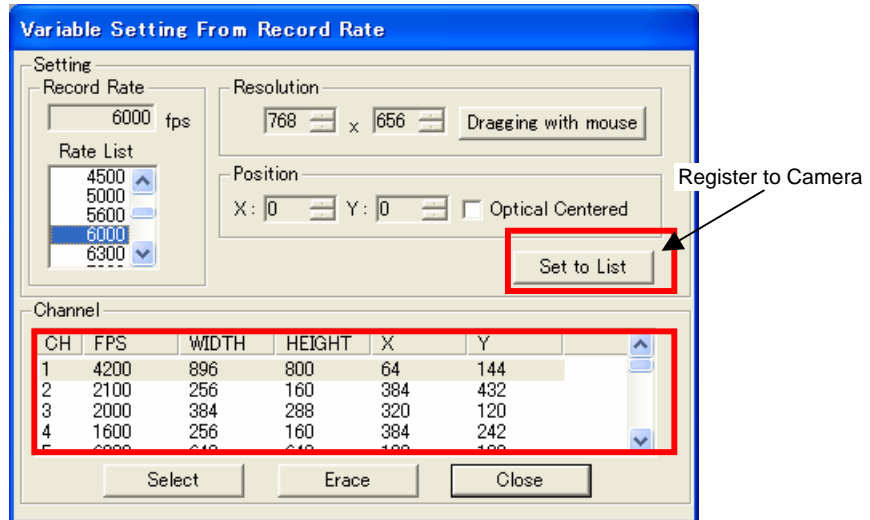 Variable Setting From Record Rate
Setting
Record Rate
6000 fps
Rate List
4500
5000
5600
6000
6300
Resolution
768 x 656 Dragging with mouse
Position
X: 0 Y: 0 Optical Centered
Register to Camera
Set to List
Channel
CH FPS WIDTH HEIGHT X Y
1 4200 896 800 64 144
2 2100 256 160 384 432
3 2000 384 288 320 120
4 1600 256 160 384 242
Select Erace Close